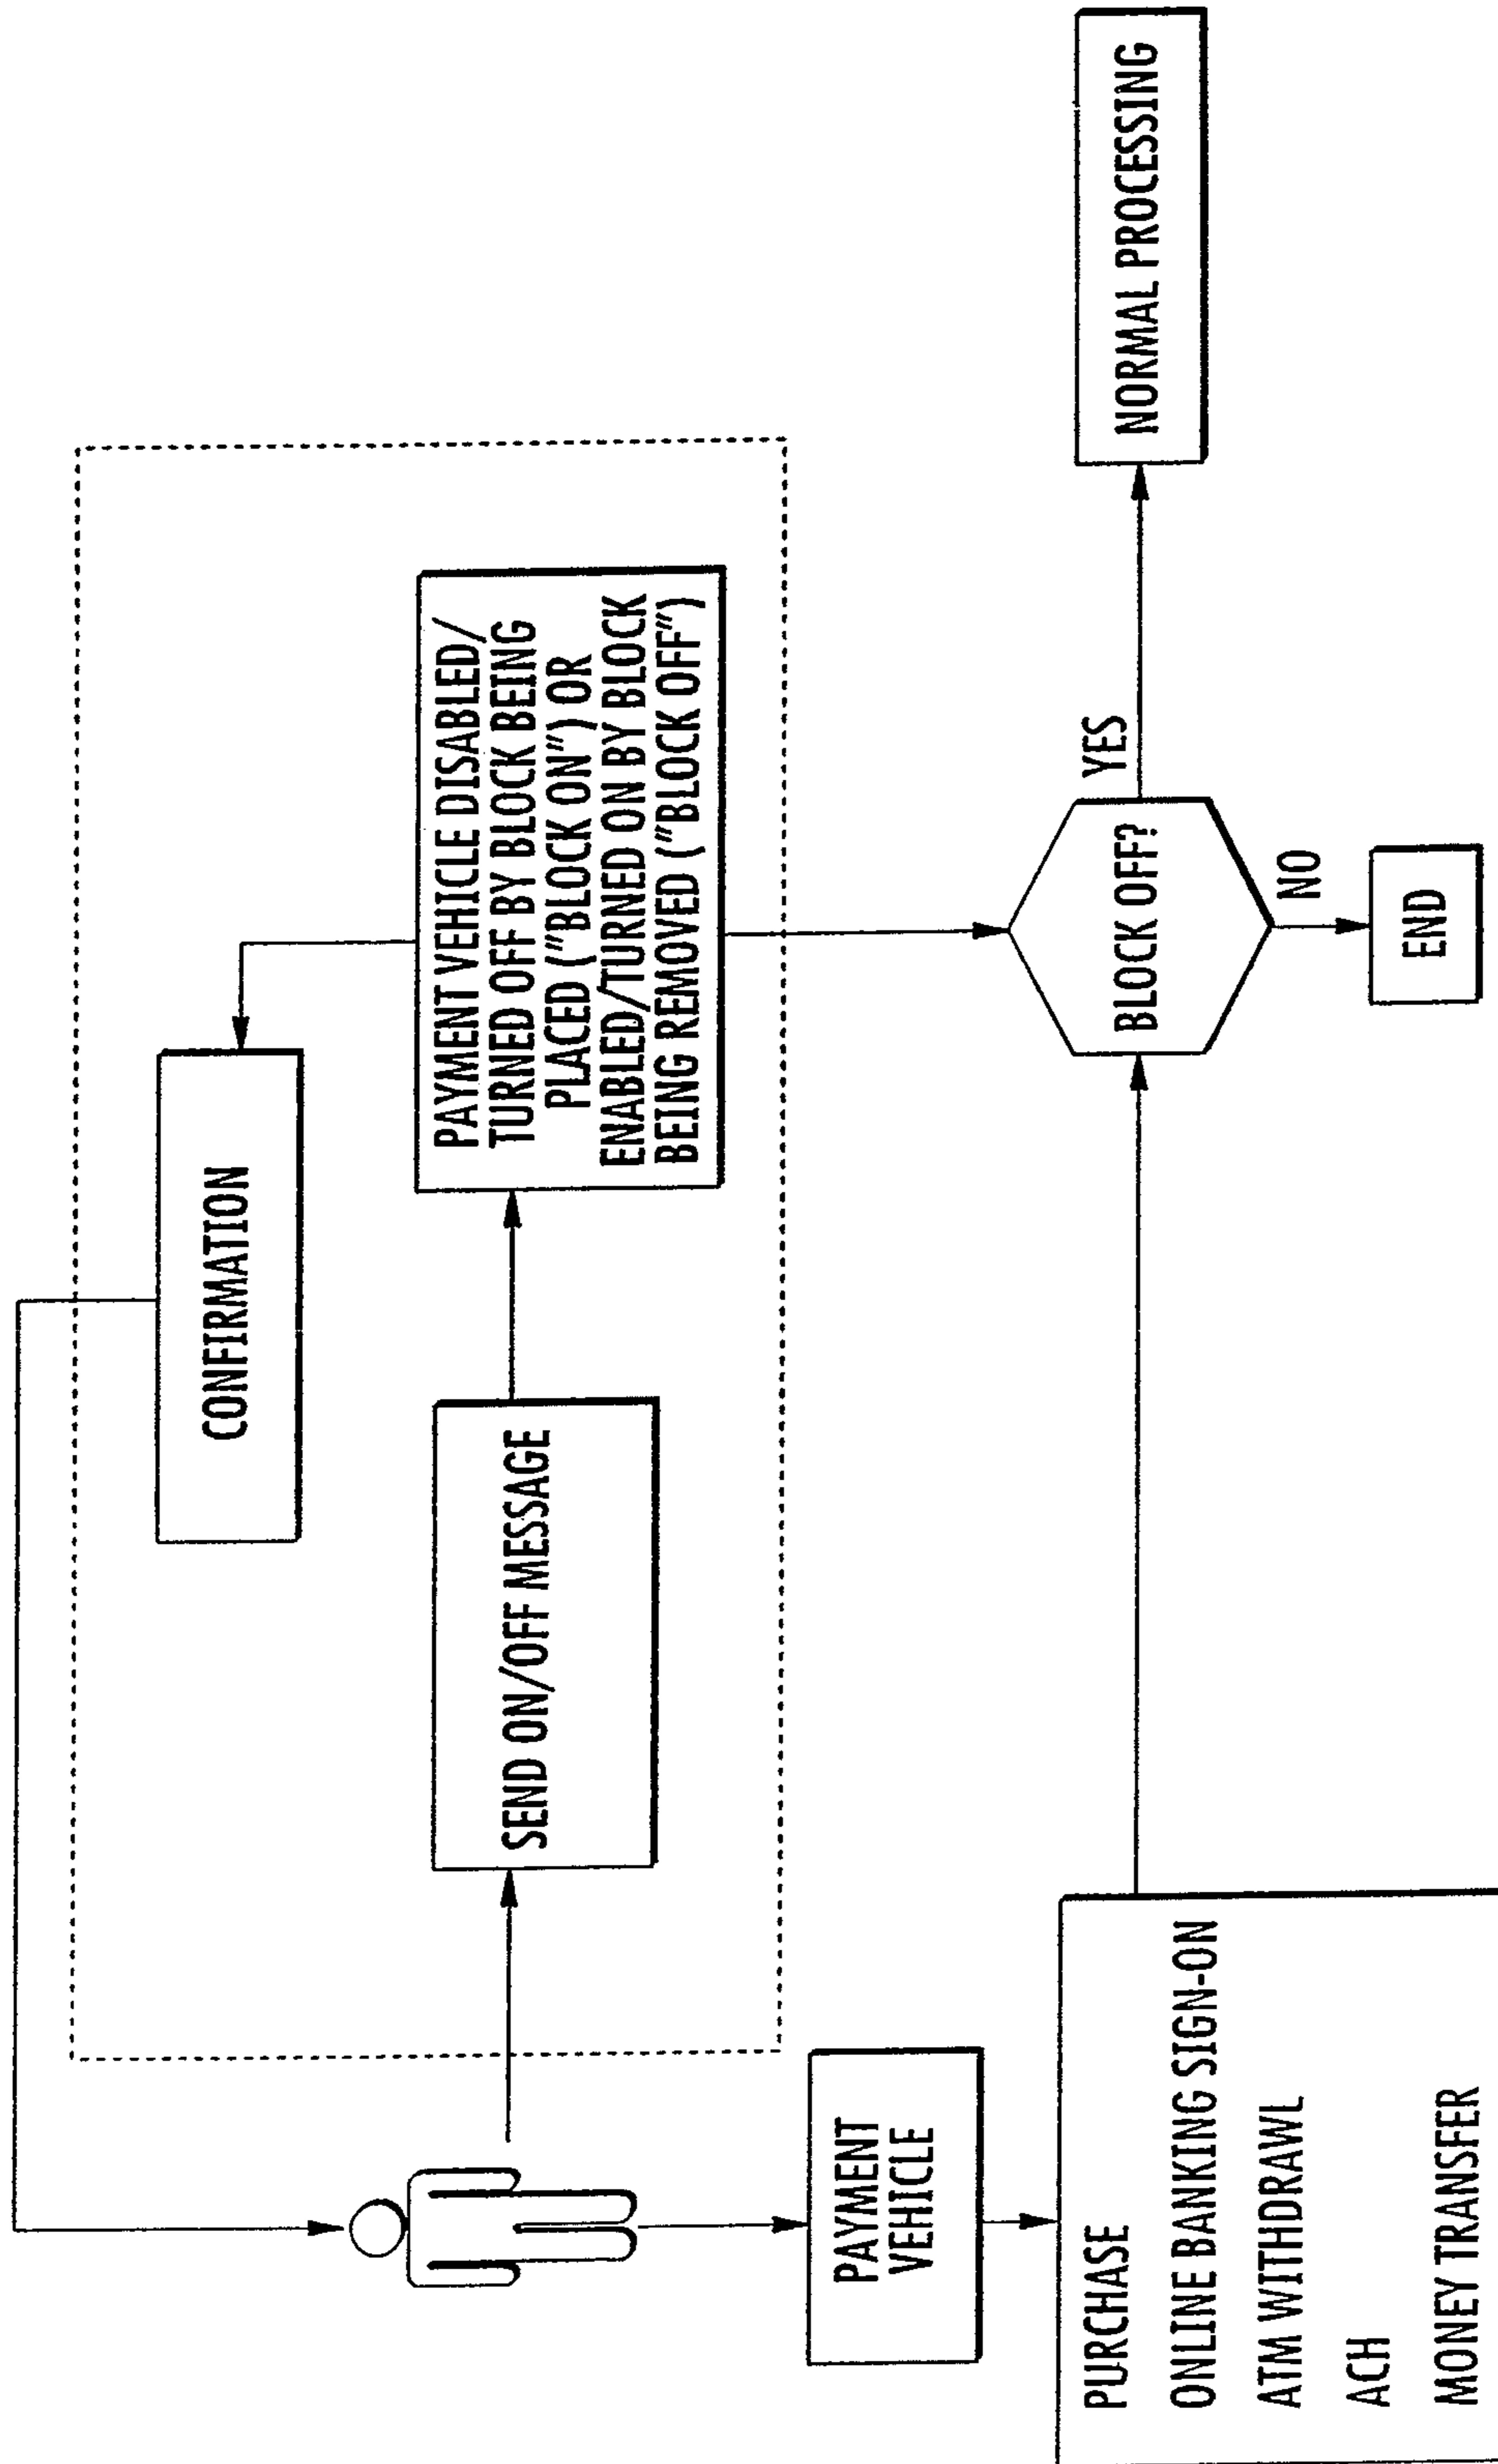 CONFIRMATION
SEND ON/OFF MESSAGE
PAYMENT VEHICLE DISABLED/
TURNED OFF BY BLOCK BEING
PLACED ("BLOCK ON") OR
ENABLED/TURNED ON BY BLOCK
BEING REMOVED ("BLOCK OFF")
PAYMENT
VEHICLE
PURCHASE
ONLINE BANKING SIGN-ON
ATM WITHDRAWL
ACH
MONEY TRANSFER
BLOCK OFF?
YES
NORMAL PROCESSING
NO
END